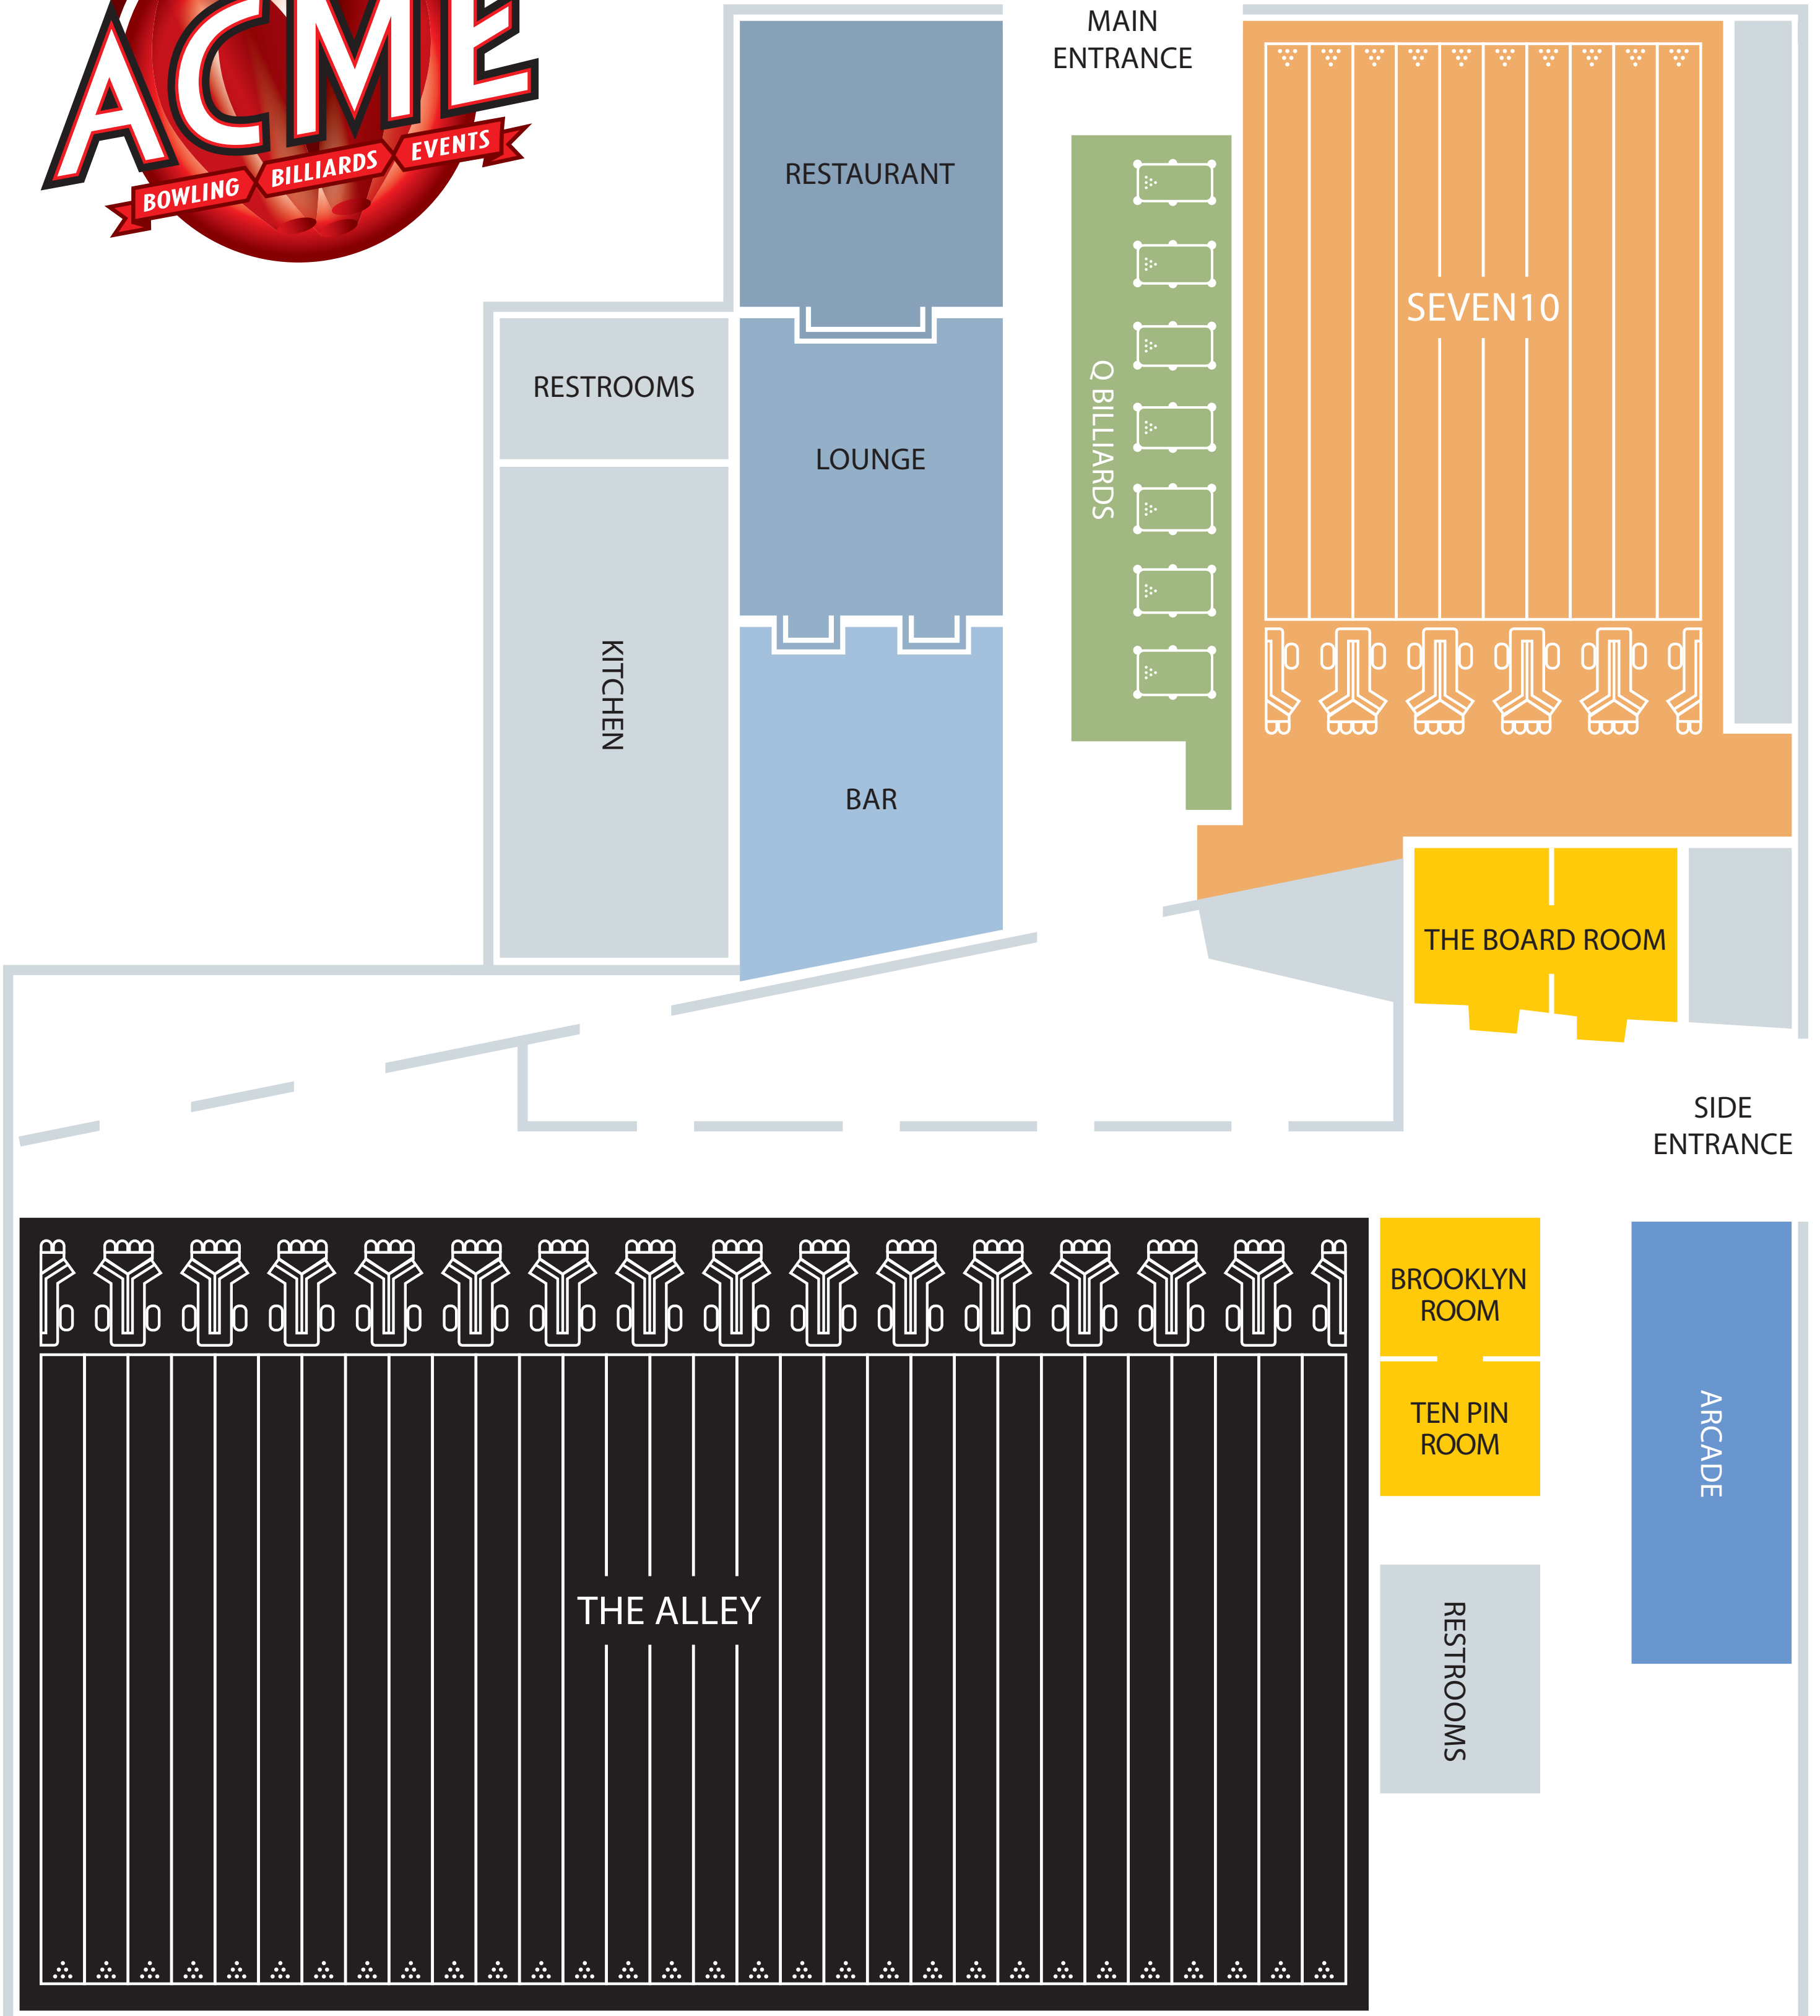 ACME
BOWLING BILLIARDS EVENTS
MAIN
ENTRANCE
RESTAURANT
SEVEN10
RESTROOMS
Q BILLIARDS
LOUNGE
KITCHEN
BAR
THE BOARD ROOM
SIDE
ENTRANCE
BROOKLYN
ROOM
TEN PIN
ROOM
ARCADE
THE ALLEY
RESTROOMS